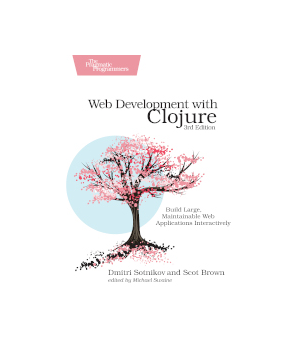 The
Pragmatic
Programmers
Web Development with
Clojure
3rd Edition
Build Large,
Maintainable Web
Applications Interactively
Dmitri Sotnikov and Scot Brown
edited by Michael Swaine